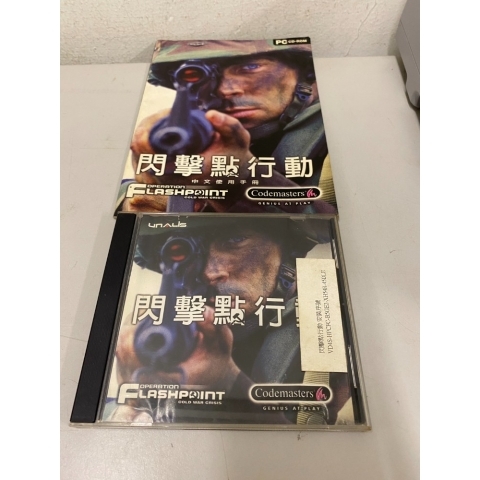 PC CD-ROM
閃擊點行動
中文使用手冊
OPERATION
FLASHPOINT
COLD WAR CRISIS
Codemasters
GENIUS AT PLAY
unalis
閃擊點行動
OPERATION
FLASHPOINT
COLD WAR CRISIS
Codemasters
GENIUS AT PLAY